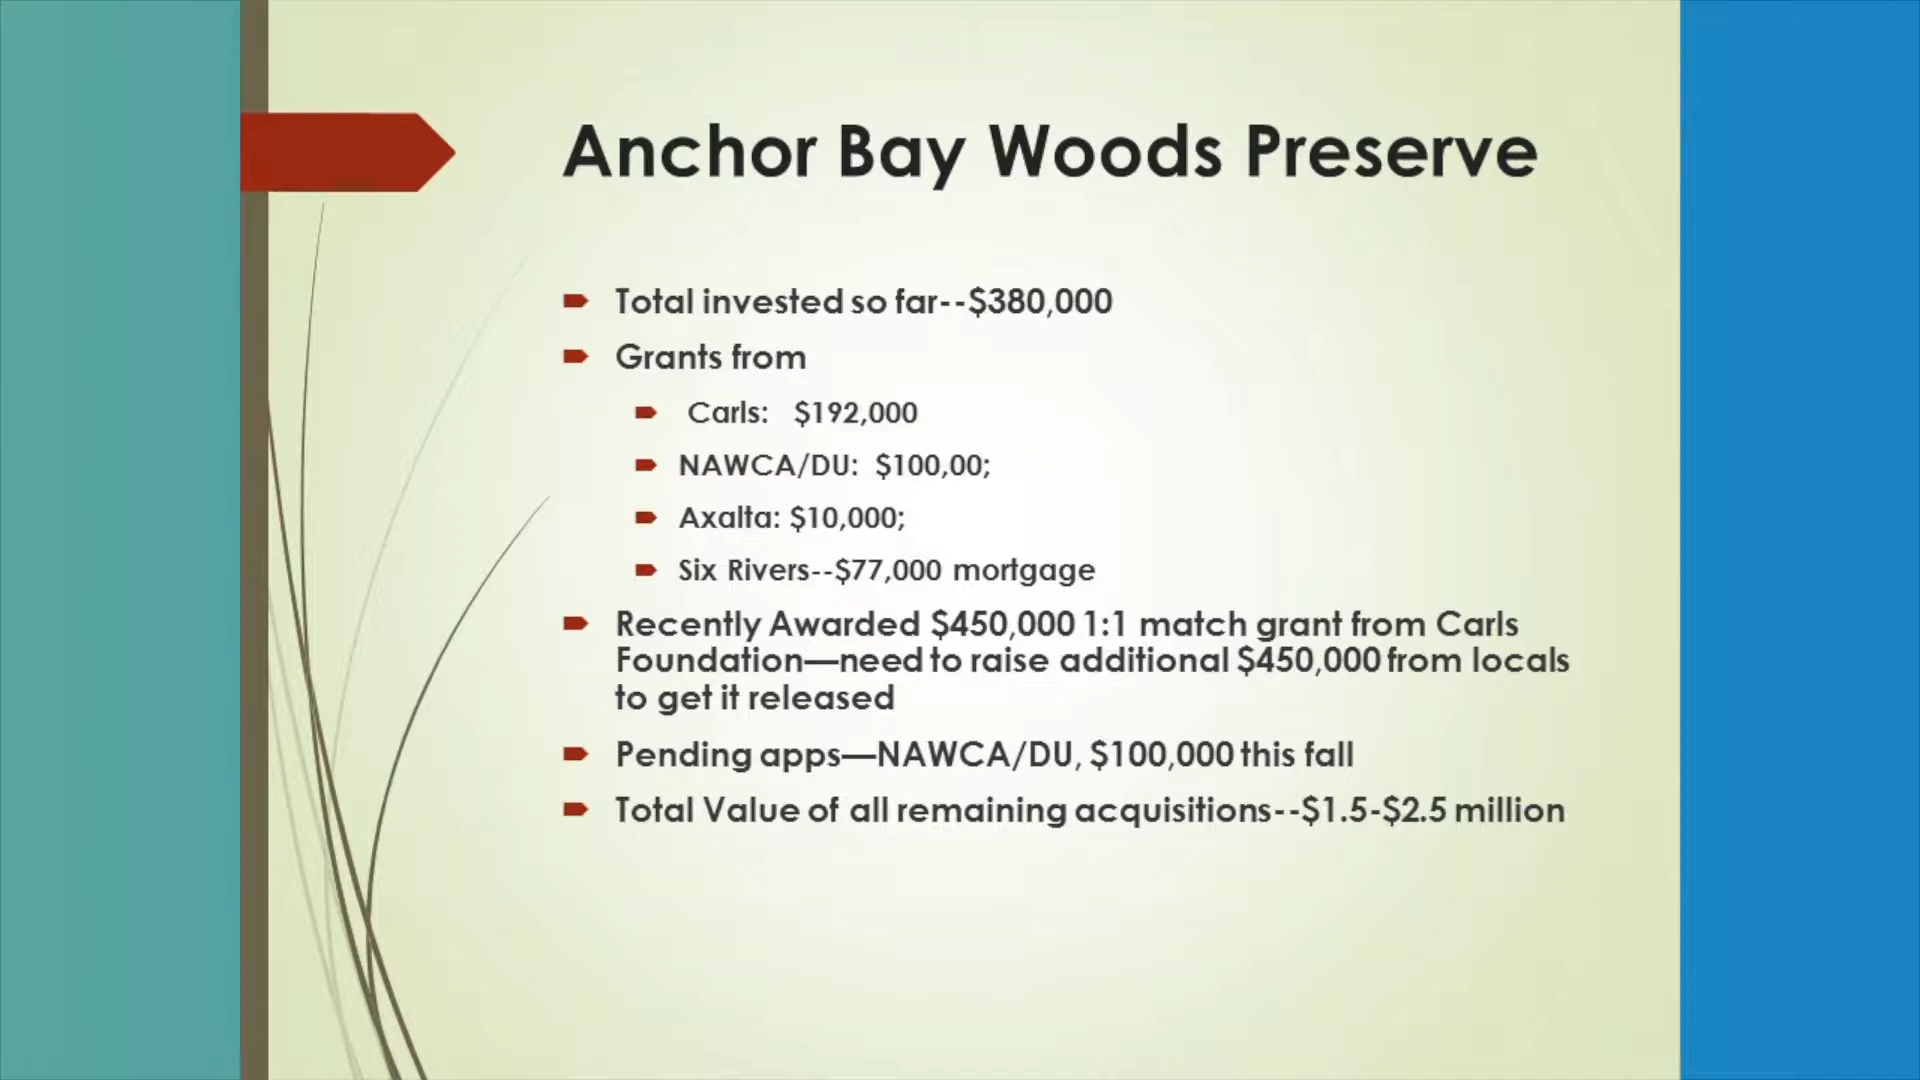 Anchor Bay Woods Preserve
Total invested so far--$380,000
Grants from
Carls: $192,000
NAWCA/DU: $100,00;
Axalta: $10,000;
Six Rivers--$77,000 mortgage
Recently Awarded $450,000 1:1 match grant from Carls
Foundation—need to raise additional $450,000 from locals
to get it released
Pending apps—NAWCA/DU, $100,000 this fall
Total Value of all remaining acquisitions--$1.5-$2.5 million